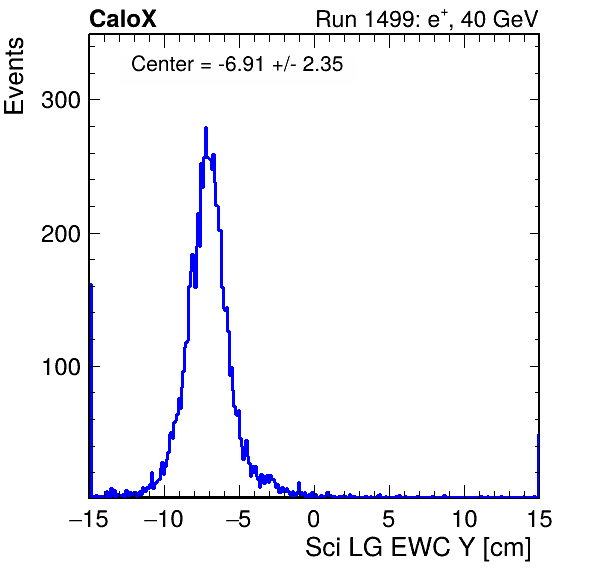 CaloX Run 1499: e⁺, 40 GeV
Center = -6.91 +/- 2.35
Events
300
200
100
−15 −10 −5 0 5 10 15
Sci LG EWC Y [cm]